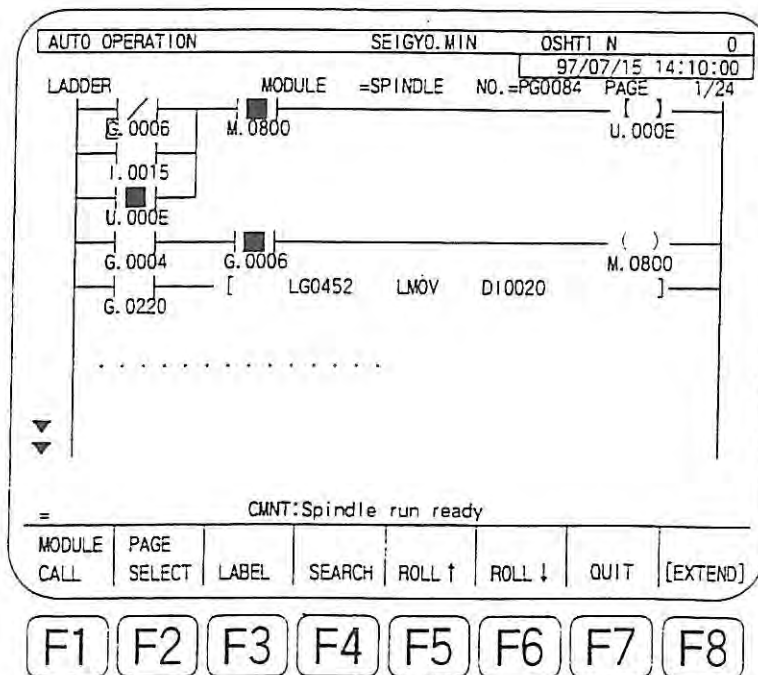 AUTO OPERATION SEIGYO.MIN OSHT1 N 0
97/07/15 14:10:00
LADDER MODULE =SPINDLE NO.=PG0084 PAGE 1/24
G.0006 M.0800 [ ] U.000E
I.0015
U.000E
G.0004 G.0006 ( ) M.0800
G.0220 [ LG0452 LMOV DI0020 ]
= CMNT:Spindle run ready
MODULE CALL PAGE SELECT LABEL SEARCH ROLL↑ ROLL↓ QUIT [EXTEND]
F1 F2 F3 F4 F5 F6 F7 F8